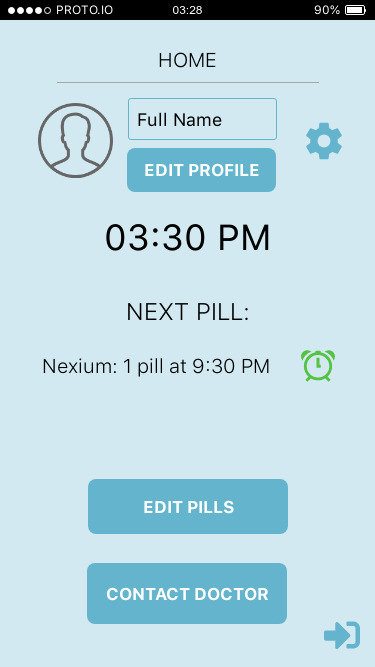 PROTO.IO 03:28 90%
HOME
Full Name
EDIT PROFILE
03:30 PM
NEXT PILL:
Nexium: 1 pill at 9:30 PM
EDIT PILLS
CONTACT DOCTOR